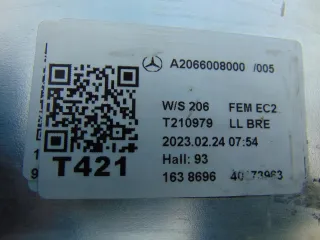 A2066008000 /005
W/S 206 FEM EC2
T210979 LL BRE
2023.02.24 07:54
Hall: 93
T421 163 8696